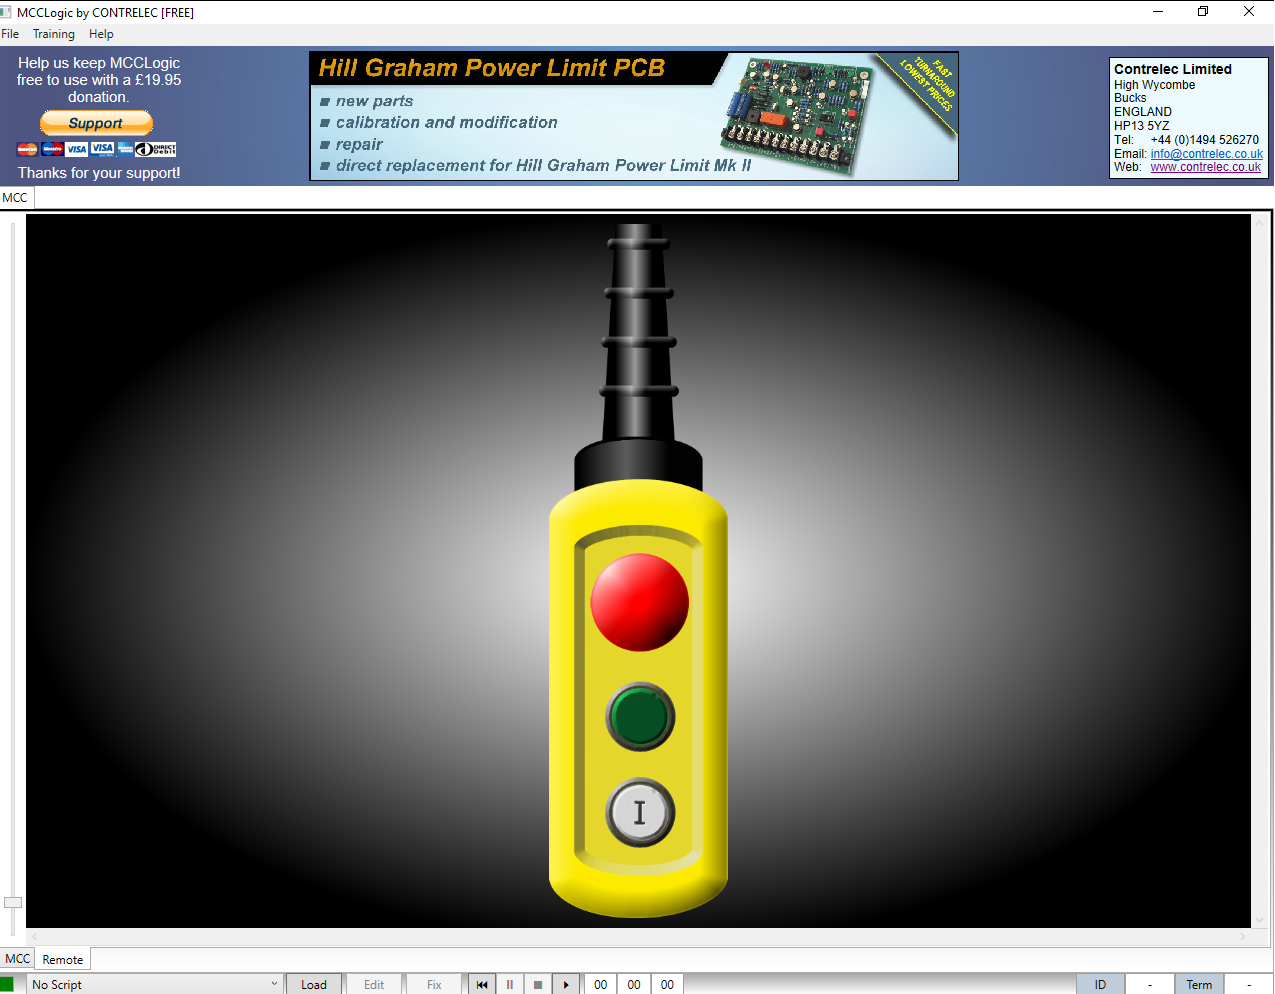 MCCLogic by CONTRELEC [FREE]
File Training Help
Help us keep MCCLogic
free to use with a £19.95
donation.
Support
MasterCard Maestro VISA VISA DIRECT Debit
Thanks for your support!
Hill Graham Power Limit PCB
new parts
calibration and modification
repair
direct replacement for Hill Graham Power Limit Mk II
FAST
TURNAROUND
LOWEST PRICES
Contrelec Limited
High Wycombe
Bucks
ENGLAND
HP13 5YZ
Tel: +44 (0)1494 526270
Email: info@contrelec.co.uk
Web: www.contrelec.co.uk
MCC
I
MCC Remote
No Script Load Edit Fix 00 00 00 ID - Term -